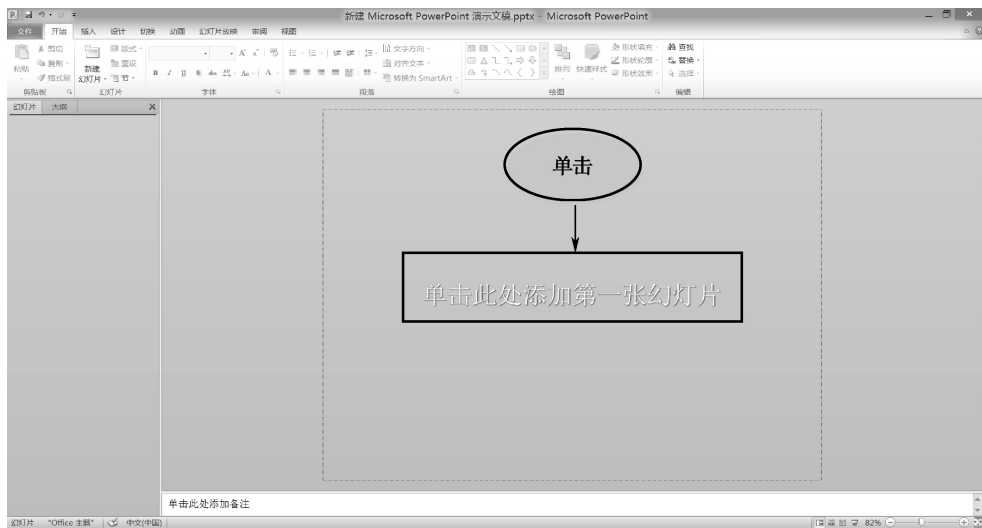 新建 Microsoft PowerPoint 演示文稿.pptx - Microsoft PowerPoint
文件 开始 插入 设计 切换 动画 幻灯片放映 审阅 视图
剪切 版式 文字方向 形状填充 查找
复制 重设 对齐文本 形状轮廓 替换
粘贴 格式刷 新建 幻灯片 节 转换为 SmartArt 排列 快速样式 形状效果 选择
剪贴板 幻灯片 字体 段落 绘图 编辑
幻灯片 大纲
单击
单击此处添加第一张幻灯片
单击此处添加备注
幻灯片 "Office 主题" 中文(中国) 82%